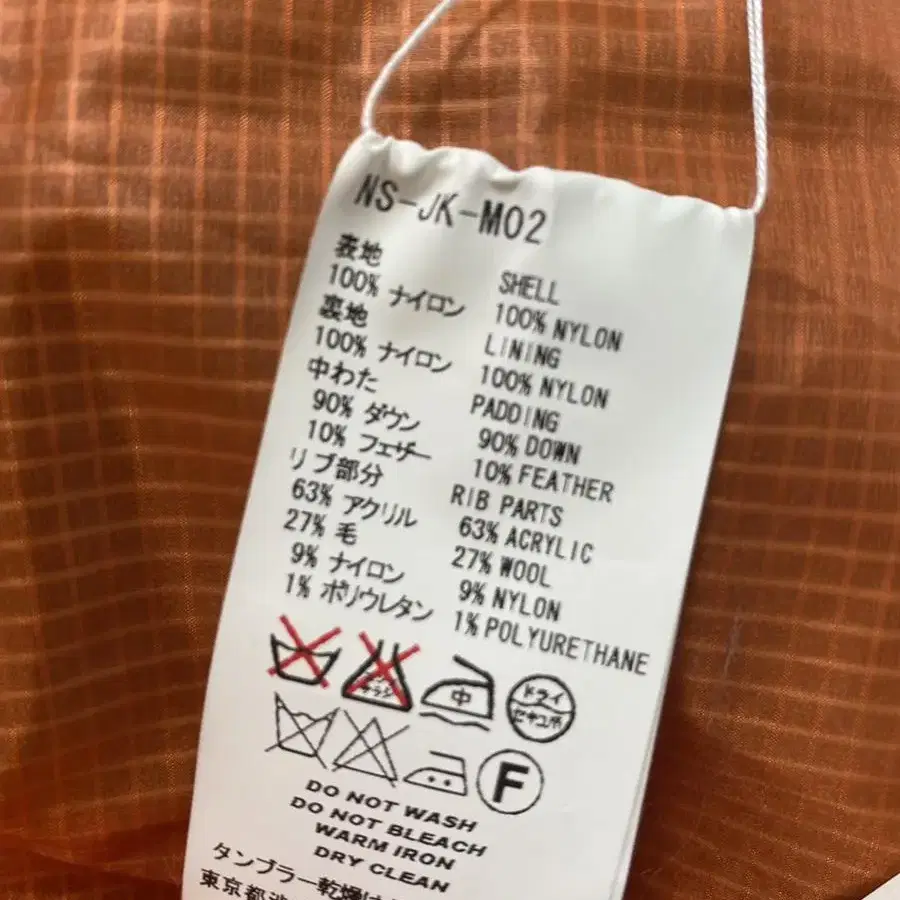 NS-JK-M02
表地 SHELL
100% ナイロン 100% NYLON
裏地 LINING
100% ナイロン 100% NYLON
中わた PADDING
90% ダウン 90% DOWN
10% フェザー 10% FEATHER
リブ部分 RIB PARTS
63% アクリル 63% ACRYLIC
27% 毛 27% WOOL
9% ナイロン 9% NYLON
1% ポリウレタン 1% POLYURETHANE
中
ドライ
セキユ系
F
DO NOT WASH
DO NOT BLEACH
WARM IRON
DRY CLEAN
タンブラー乾燥は
東京都渋